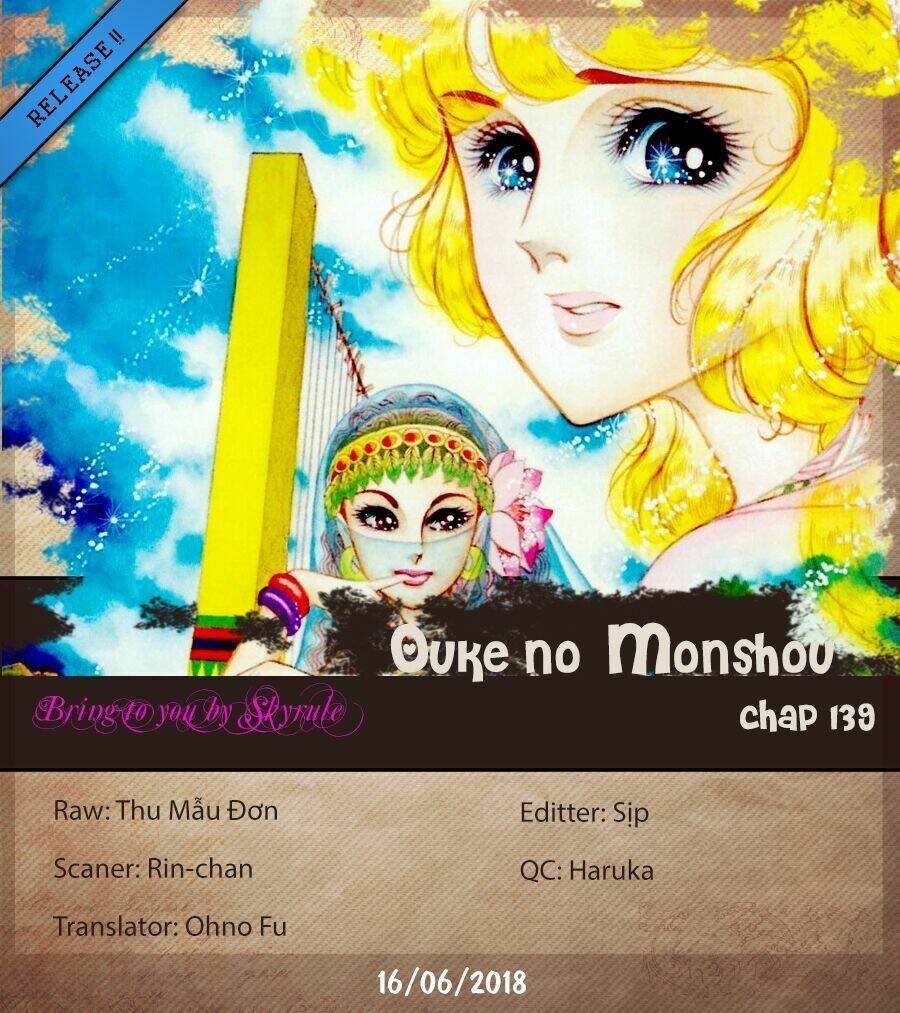 RELEASE !!
Ouke no Monshou
Bring to you by Skyrule
chap 139
Raw: Thu Mẫu Đơn
Editter: Sịp
Scaner: Rin-chan
QC: Haruka
Translator: Ohno Fu
16/06/2018